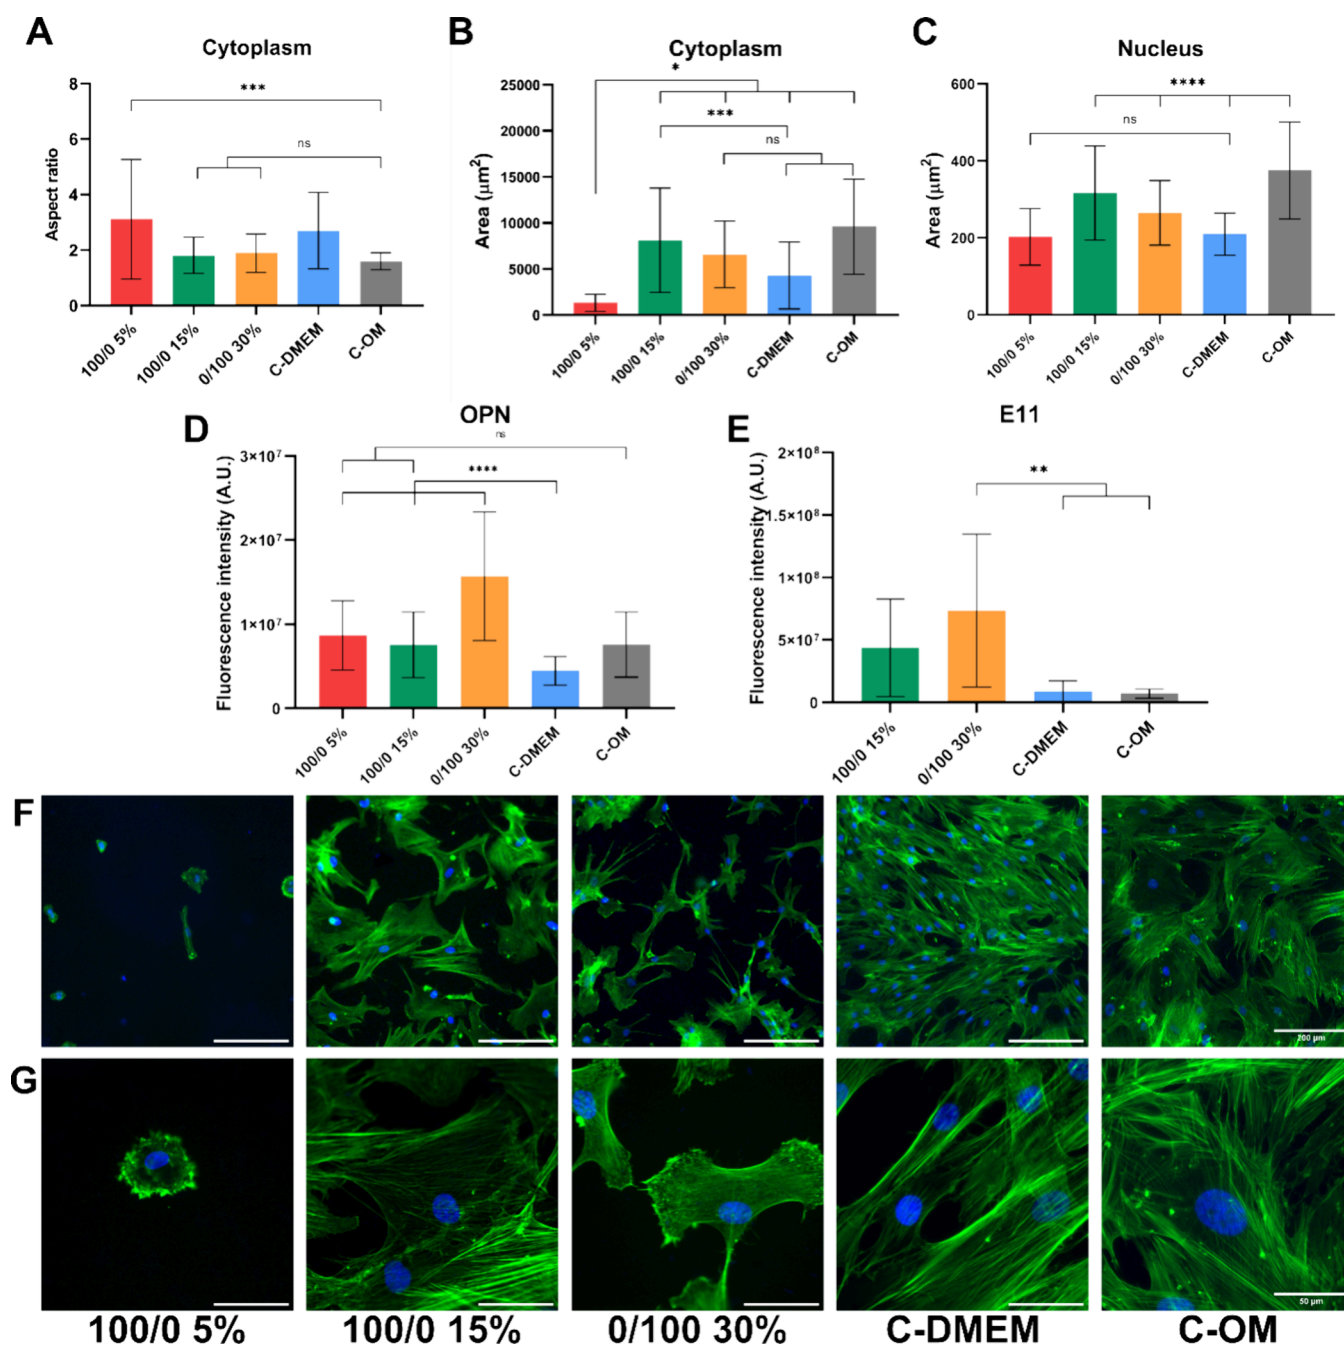 A
Cytoplasm
***
ns
Aspect ratio
8
6
4
2
0
100/0 5%
100/0 15%
0/100 30%
C-DMEM
C-OM
B
Cytoplasm
*
***
ns
Area (μm²)
25000
20000
15000
10000
5000
0
100/0 5%
100/0 15%
0/100 30%
C-DMEM
C-OM
C
Nucleus
****
ns
Area (μm²)
600
400
200
0
100/0 5%
100/0 15%
0/100 30%
C-DMEM
C-OM
D
OPN
ns
****
Fluorescence intensity (A.U.)
3×10⁷
2×10⁷
1×10⁷
0
100/0 5%
100/0 15%
0/100 30%
C-DMEM
C-OM
E
E11
**
Fluorescence intensity (A.U.)
2×10⁸
1.5×10⁸
1×10⁸
5×10⁷
0
100/0 15%
0/100 30%
C-DMEM
C-OM
F
200 μm
G
50 μm
100/0 5%
100/0 15%
0/100 30%
C-DMEM
C-OM